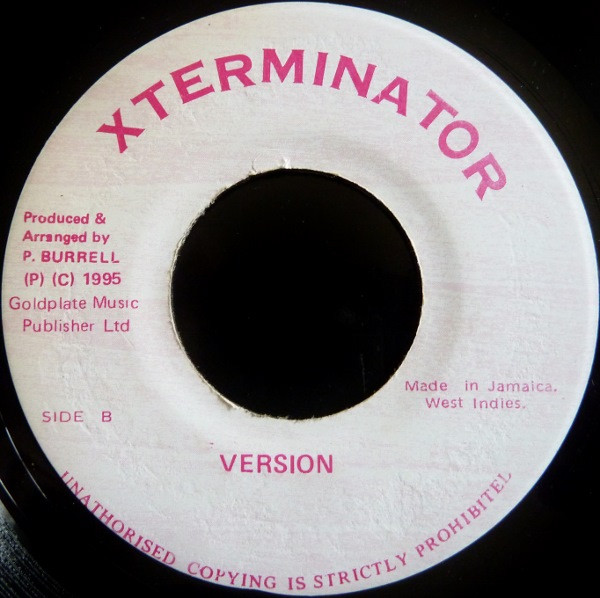 XTERMINATOR
Produced &
Arranged by
P. BURRELL
(P) (C) 1995
Goldplate Music
Publisher Ltd
Made in Jamaica.
West Indies.
SIDE B
VERSION
UNATHORISED COPYING IS STRICTLY PROHIBITEL